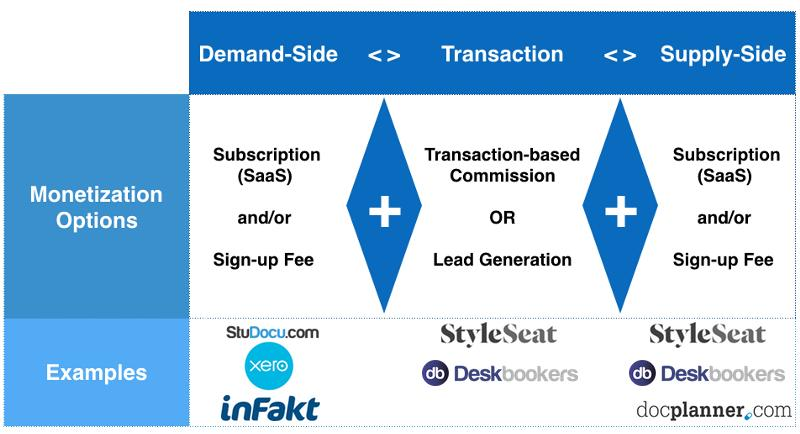 Demand-Side < > Transaction < > Supply-Side
Monetization
Options
Subscription
(SaaS)
and/or
Sign-up Fee
+
Transaction-based
Commission
OR
Lead Generation
+
Subscription
(SaaS)
and/or
Sign-up Fee
Examples
StuDocu.com
xero
inFakt
StyleSeat
db Deskbookers
StyleSeat
db Deskbookers
docplanner.com